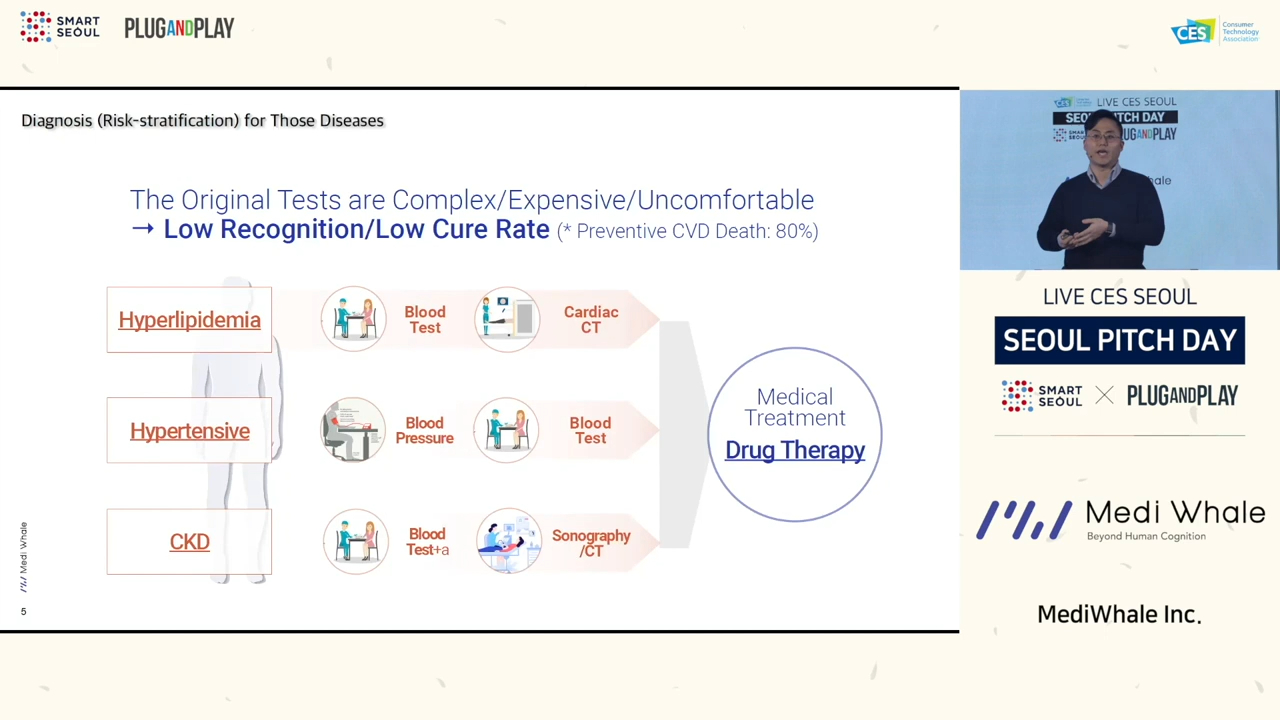 SMART
SEOUL
PLUGANDPLAY
CES
Consumer
Technology
Association
Diagnosis (Risk-stratification) for Those Diseases
The Original Tests are Complex/Expensive/Uncomfortable
→ Low Recognition/Low Cure Rate (* Preventive CVD Death: 80%)
Hyperlipidemia
Blood
Test
Cardiac
CT
Hypertensive
Blood
Pressure
Blood
Test
CKD
Blood
Test+a
Sonography
/CT
Medical
Treatment
Drug Therapy
Medi Whale
5
LIVE CES SEOUL
SEOUL PITCH DAY
SMART
PLUGANDPLAY
LIVE CES SEOUL
SEOUL PITCH DAY
SMART
SEOUL
PLUGANDPLAY
Medi Whale
Beyond Human Cognition
MediWhale Inc.